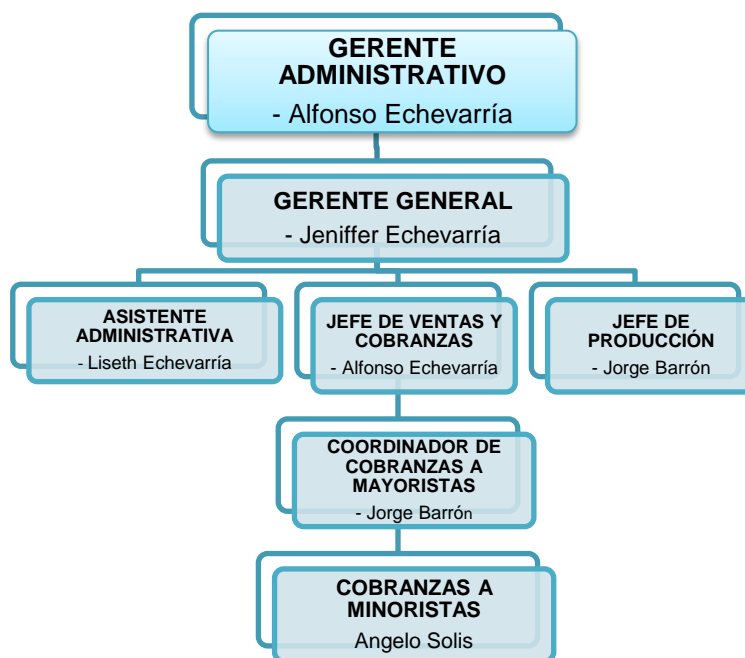 GERENTE
ADMINISTRATIVO
- Alfonso Echevarría
GERENTE GENERAL
- Jeniffer Echevarría
ASISTENTE
ADMINISTRATIVA
- Liseth Echevarría
JEFE DE VENTAS Y
COBRANZAS
- Alfonso Echevarría
JEFE DE
PRODUCCIÓN
- Jorge Barrón
COORDINADOR DE
COBRANZAS A
MAYORISTAS
- Jorge Barrón
COBRANZAS A
MINORISTAS
Angelo Solis